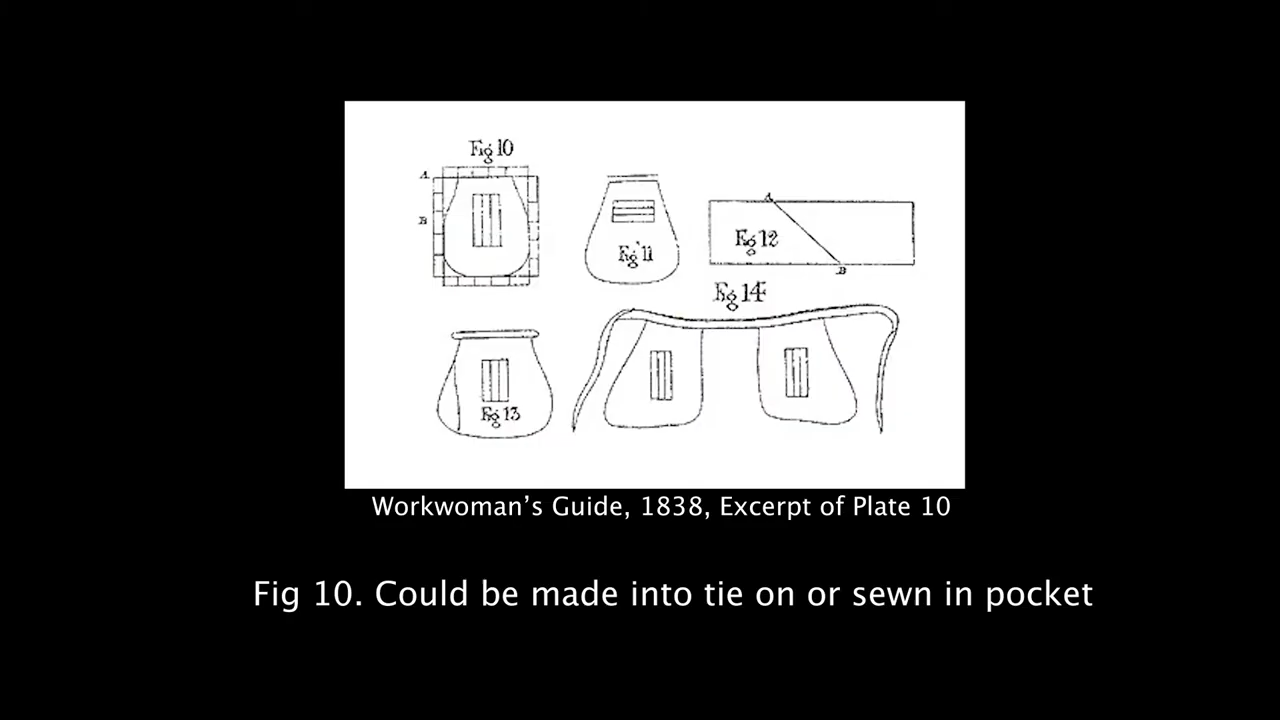 Fig 10
A
B
Fig 11
A
Fig 12
B
Fig 14
Fig 13
Workwoman's Guide, 1838, Excerpt of Plate 10
Fig 10. Could be made into tie on or sewn in pocket